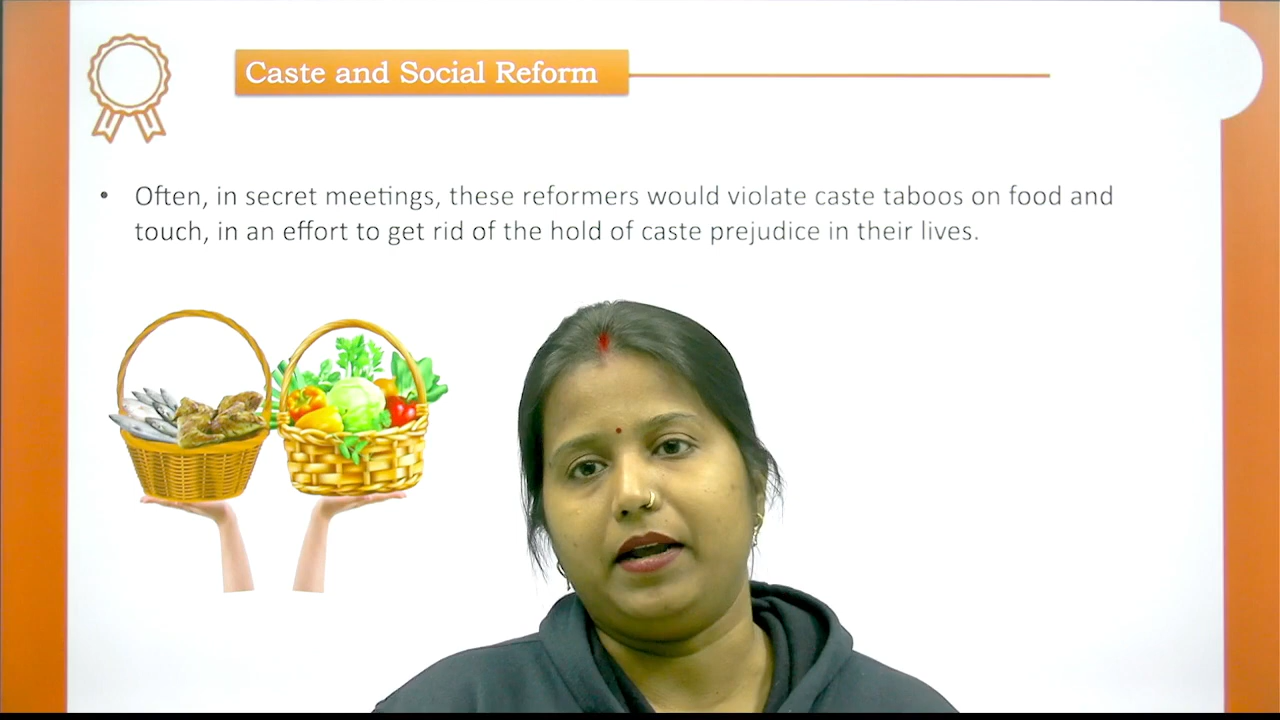 Caste and Social Reform
• Often, in secret meetings, these reformers would violate caste taboos on food and
touch, in an effort to get rid of the hold of caste prejudice in their lives.